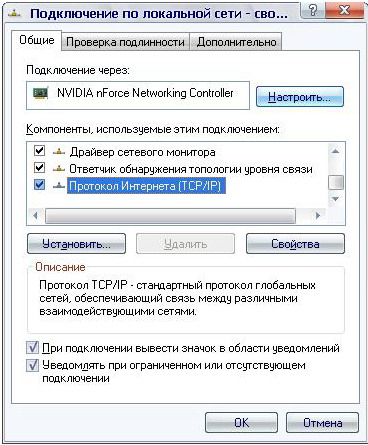 Подключение по локальной сети - сво...
Общие
Проверка подлинности
Дополнительно
Подключение через:
NVIDIA nForce Networking Controller
Настроить...
Компоненты, используемые этим подключением:
Драйвер сетевого монитора
Ответчик обнаружения топологии уровня связи
Протокол Интернета (TCP/IP)
Установить...
Удалить
Свойства
Описание
Протокол TCP/IP - стандартный протокол глобальных
сетей, обеспечивающий связь между различными
взаимодействующими сетями.
При подключении вывести значок в области уведомлений
Уведомлять при ограниченном или отсутствующем
подключении
OK
Отмена